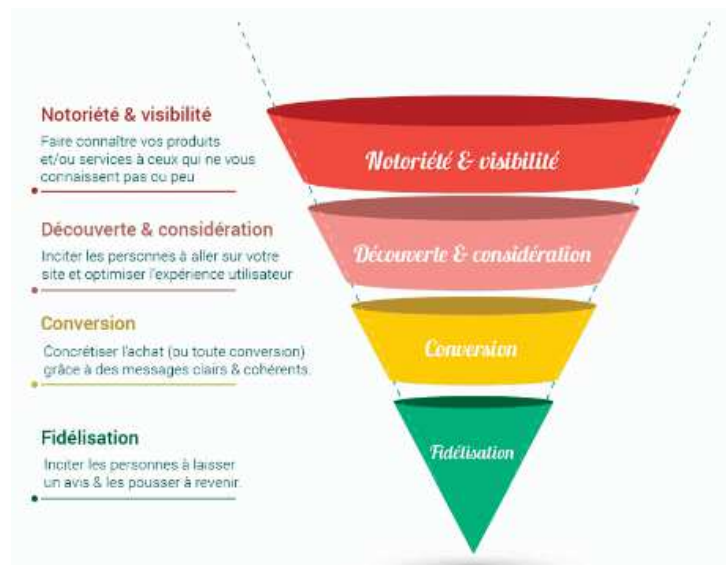 Notoriété & visibilité
Faire connaître vos produits
et/ou services à ceux qui ne vous
connaissent pas ou peu
Notoriété & visibilité
Découverte & considération
Inciter les personnes à aller sur votre
site et optimiser l'expérience utilisateur
Découverte & considération
Conversion
Concrétiser l'achat (ou toute conversion)
grâce à des messages clairs & cohérents.
Conversion
Fidélisation
Inciter les personnes à laisser
un avis & les pousser à revenir.
Fidélisation